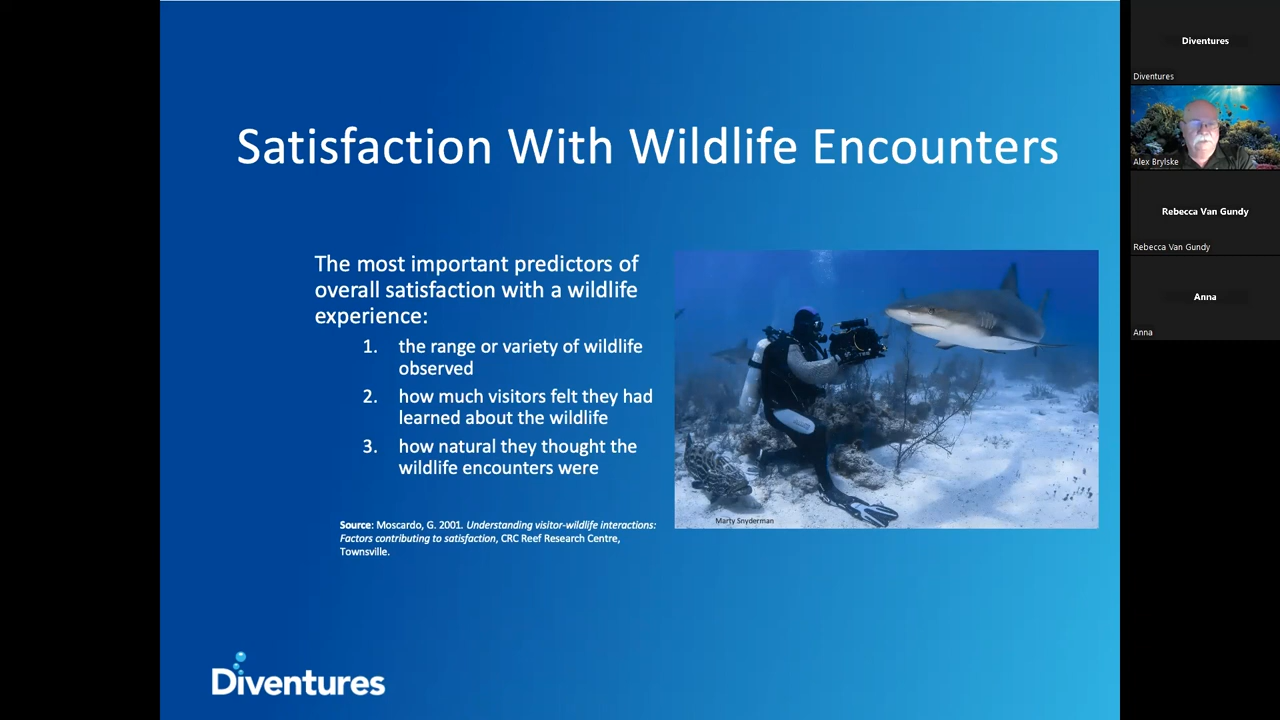 Satisfaction With Wildlife Encounters
The most important predictors of
overall satisfaction with a wildlife
experience:
1. the range or variety of wildlife
observed
2. how much visitors felt they had
learned about the wildlife
3. how natural they thought the
wildlife encounters were
Source: Moscardo, G. 2001. Understanding visitor-wildlife interactions:
Factors contributing to satisfaction, CRC Reef Research Centre,
Townsville.
Marty Snyderman
Diventures
Diventures
Diventures
Alex Brylske
Rebecca Van Gundy
Rebecca Van Gundy
Anna
Anna